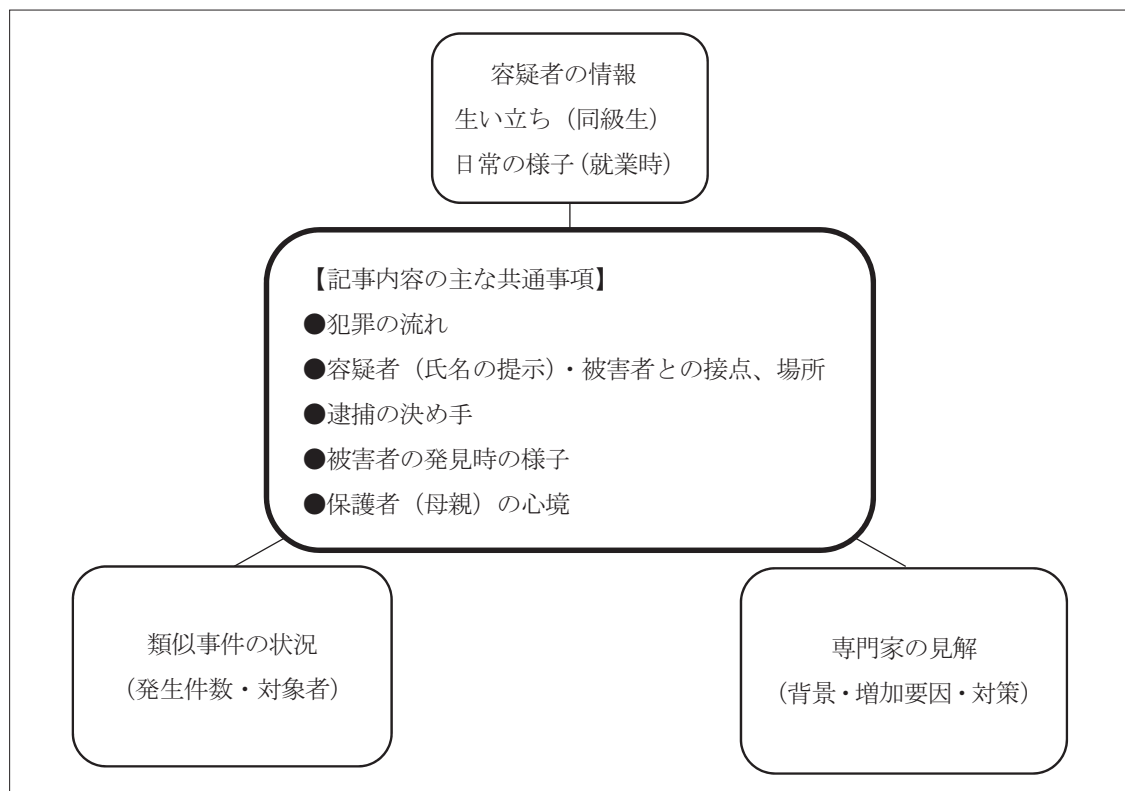 容疑者の情報
生い立ち（同級生）
日常の様子（就業時）
【記事内容の主な共通事項】
●犯罪の流れ
●容疑者（氏名の提示）・被害者との接点、場所
●逮捕の決め手
●被害者の発見時の様子
●保護者（母親）の心境
類似事件の状況
（発生件数・対象者）
専門家の見解
（背景・増加要因・対策）